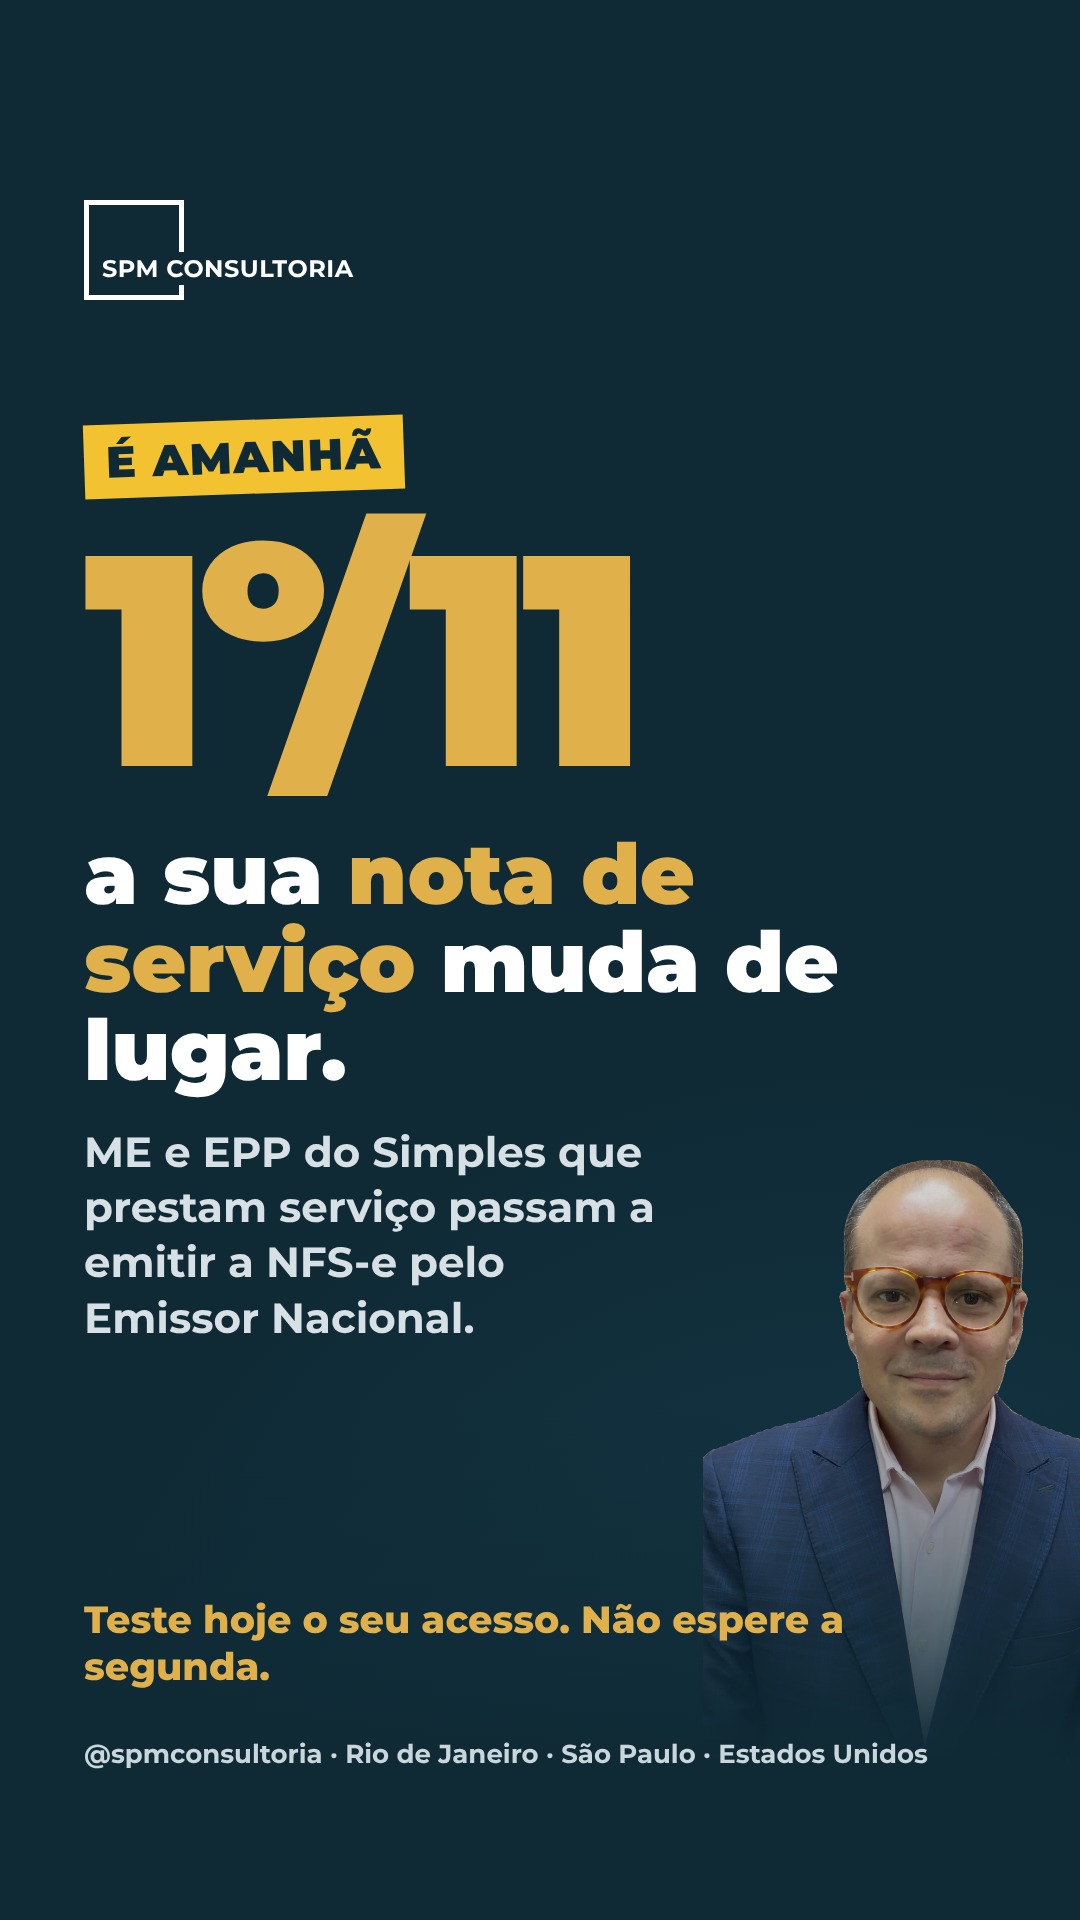 SPM CONSULTORIA
É AMANHÃ
1º/11
a sua nota de
serviço muda de
lugar.
ME e EPP do Simples que
prestam serviço passam a
emitir a NFS-e pelo
Emissor Nacional.
Teste hoje o seu acesso. Não espere a
segunda.
@spmconsultoria · Rio de Janeiro · São Paulo · Estados Unidos